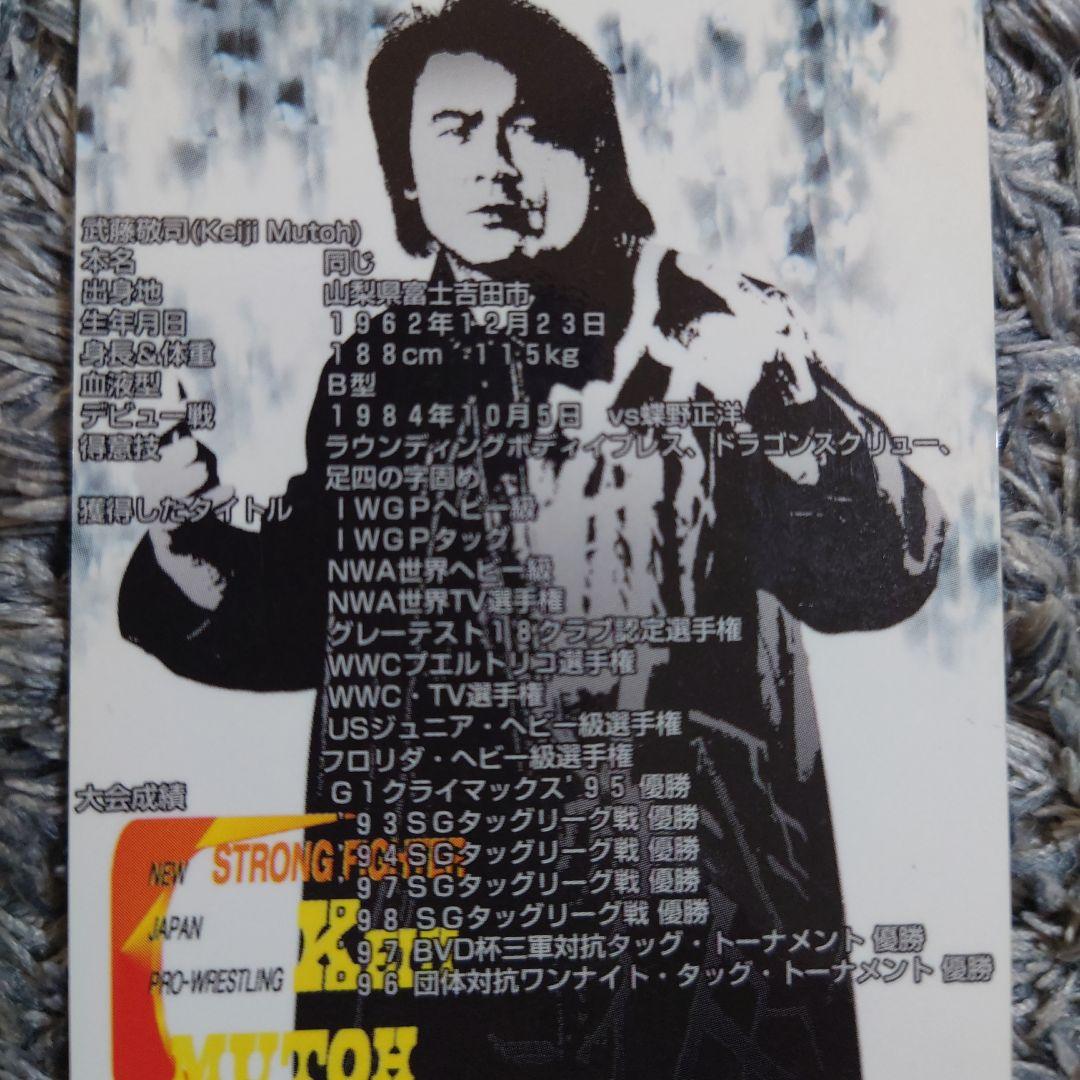 武藤敬司(Keiji Mutoh)
本名 同じ
出身地 山梨県富士吉田市
生年月日 1962年12月23日
身長&体重 188cm 115kg
血液型 B型
デビュー戦 1984年10月5日 vs蝶野正洋
得意技 ラウンディングボディイプレス、ドラゴンスクリュー、
足四の字固め
獲得したタイトル IWGPヘビー級
IWGPタッグ
NWA世界ヘビー級
NWA世界TV選手権
グレーテスト18クラブ認定選手権
WWCプエルトリコ選手権
WWC・TV選手権
USジュニア・ヘビー級選手権
フロリダ・ヘビー級選手権
大会成績 G1クライマックス'95 優勝
'93SGタッグリーグ戦 優勝
'94SGタッグリーグ戦 優勝
'97SGタッグリーグ戦 優勝
'98 SGタッグリーグ戦 優勝
'97 BVD杯三軍対抗タッグ・トーナメント 優勝
'96 団体対抗ワンナイト・タッグ・トーナメント 優勝
STRONG FIGHTER
NEW
JAPAN
PRO-WRESTLING
MUTOH